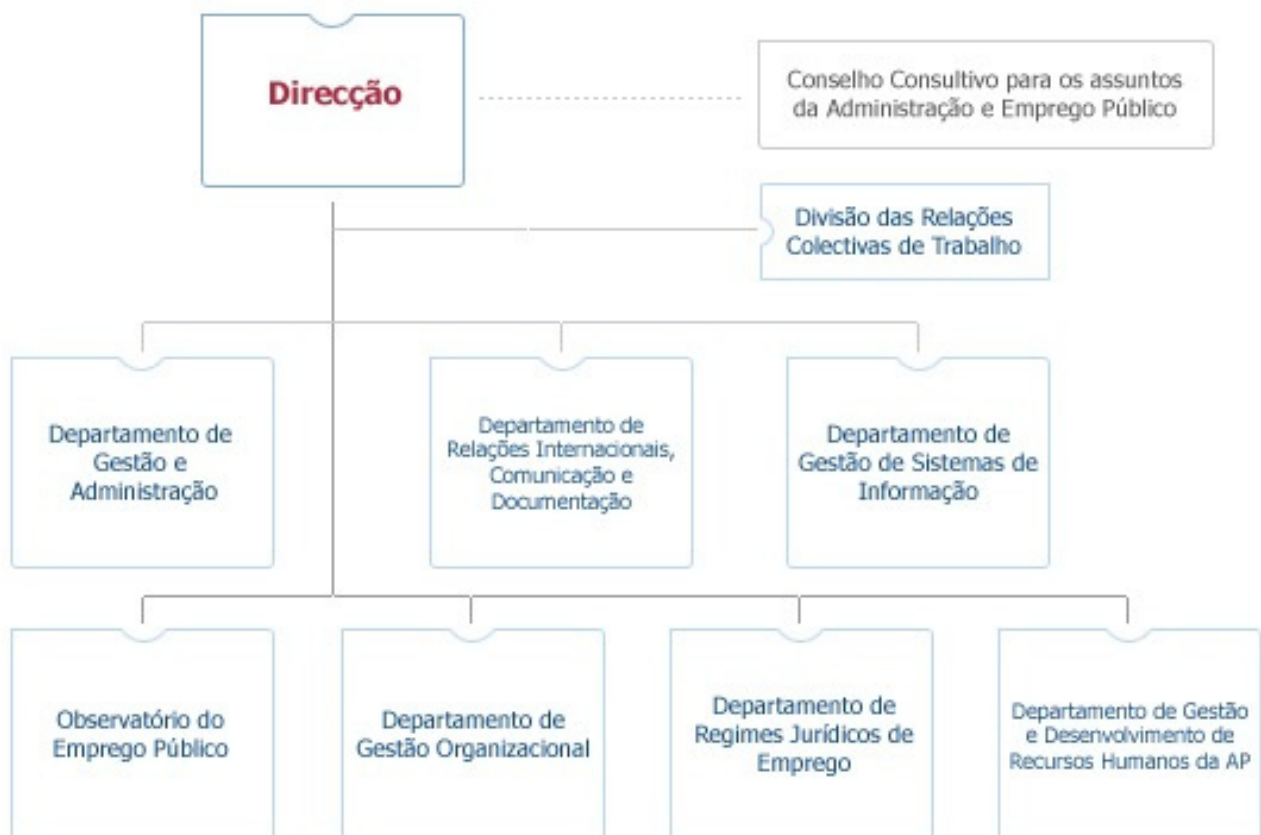 Direcção
Conselho Consultivo para os assuntos
da Administração e Emprego Público
Divisão das Relações
Colectivas de Trabalho
Departamento de
Gestão e
Administração
Departamento de
Relações Internacionais,
Comunicação e
Documentação
Departamento de
Gestão de Sistemas de
Informação
Observatório do
Emprego Público
Departamento de
Gestão Organizacional
Departamento de
Regimes Jurídicos de
Emprego
Departamento de Gestão
e Desenvolvimento de
Recursos Humanos da AP